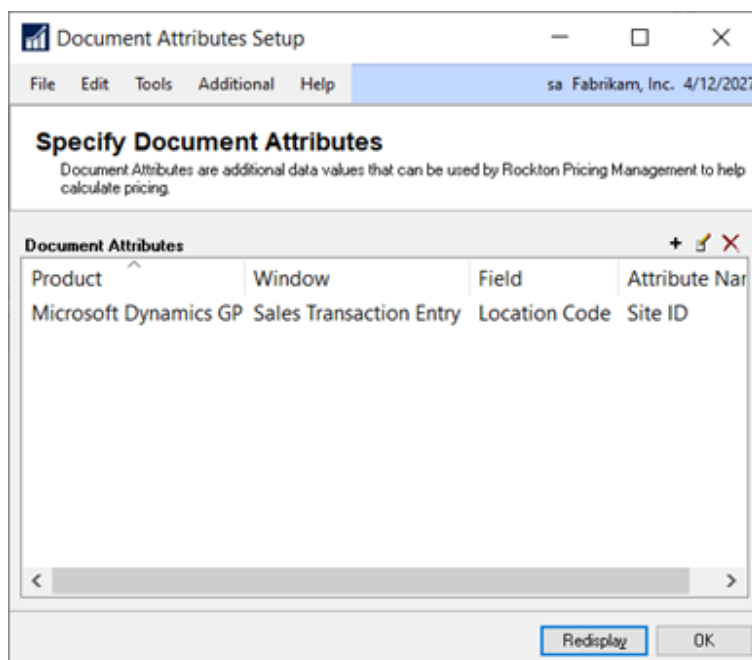 Document Attributes Setup
File Edit Tools Additional Help sa Fabrikam, Inc. 4/12/2027
Specify Document Attributes
Document Attributes are additional data values that can be used by Rockton Pricing Management to help
calculate pricing.
Document Attributes
Product Window Field Attribute Nar
Microsoft Dynamics GP Sales Transaction Entry Location Code Site ID
Redisplay OK